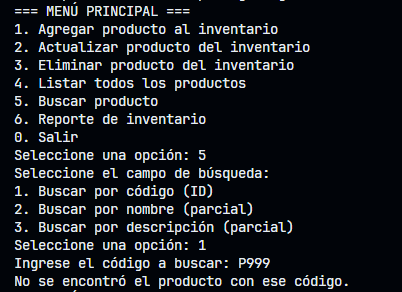 === MENÚ PRINCIPAL ===
1. Agregar producto al inventario
2. Actualizar producto del inventario
3. Eliminar producto del inventario
4. Listar todos los productos
5. Buscar producto
6. Reporte de inventario
0. Salir
Seleccione una opción: 5
Seleccione el campo de búsqueda:
1. Buscar por código (ID)
2. Buscar por nombre (parcial)
3. Buscar por descripción (parcial)
Seleccione una opción: 1
Ingrese el código a buscar: P999
No se encontró el producto con ese código.